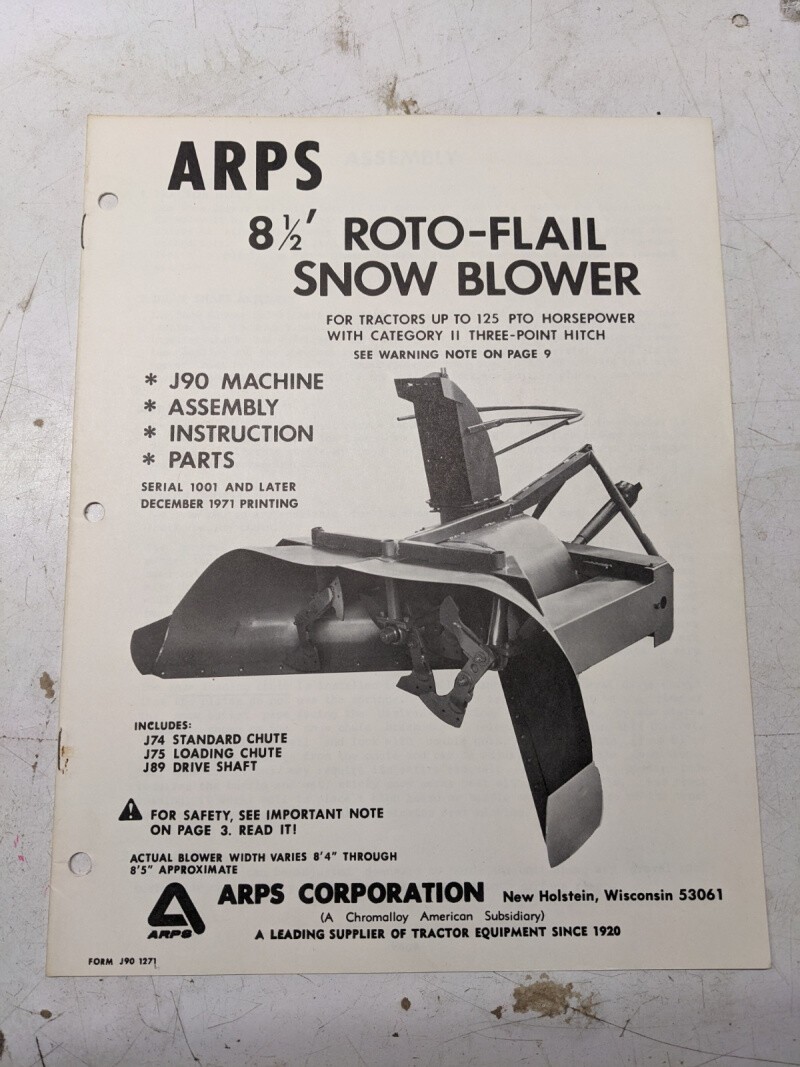 ARPS
8½' ROTO-FLAIL
SNOW BLOWER
FOR TRACTORS UP TO 125 PTO HORSEPOWER
WITH CATEGORY II THREE-POINT HITCH
SEE WARNING NOTE ON PAGE 9
* J90 MACHINE
* ASSEMBLY
* INSTRUCTION
* PARTS
SERIAL 1001 AND LATER
DECEMBER 1971 PRINTING
INCLUDES:
J74 STANDARD CHUTE
J75 LOADING CHUTE
J89 DRIVE SHAFT
FOR SAFETY, SEE IMPORTANT NOTE
ON PAGE 3. READ IT!
ACTUAL BLOWER WIDTH VARIES 8'4" THROUGH
8'5" APPROXIMATE
ARPS
ARPS CORPORATION New Holstein, Wisconsin 53061
(A Chromalloy American Subsidiary)
A LEADING SUPPLIER OF TRACTOR EQUIPMENT SINCE 1920
FORM J90 1271